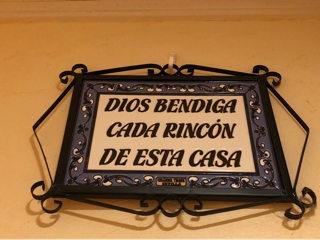 DIOS BENDIGA
CADA RINCÓN
DE ESTA CASA